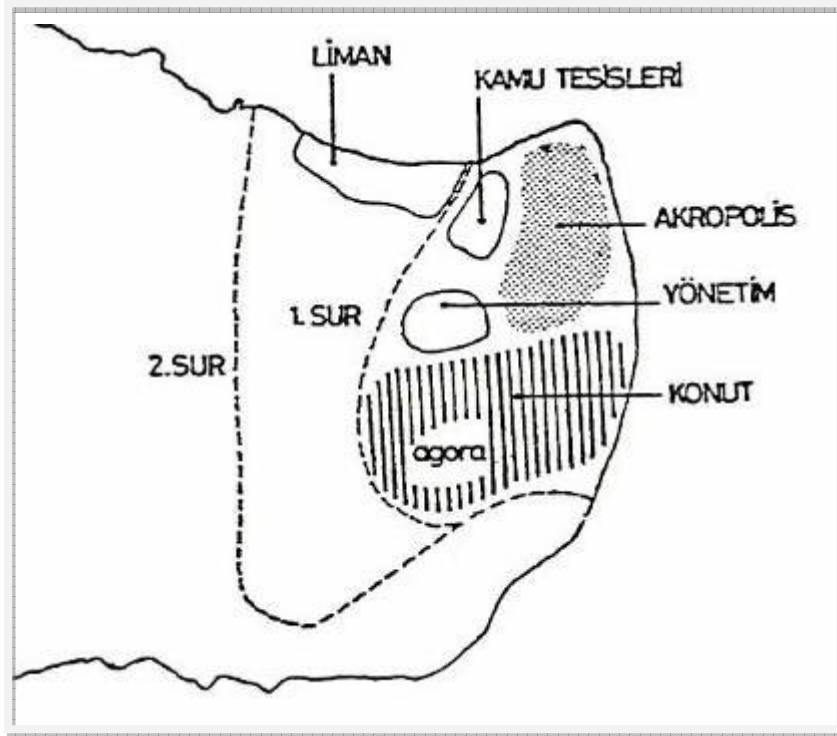 LİMAN
KAMU TESİSLERİ
AKROPOLİS
YÖNETİM
1. SUR
2.SUR
KONUT
agora